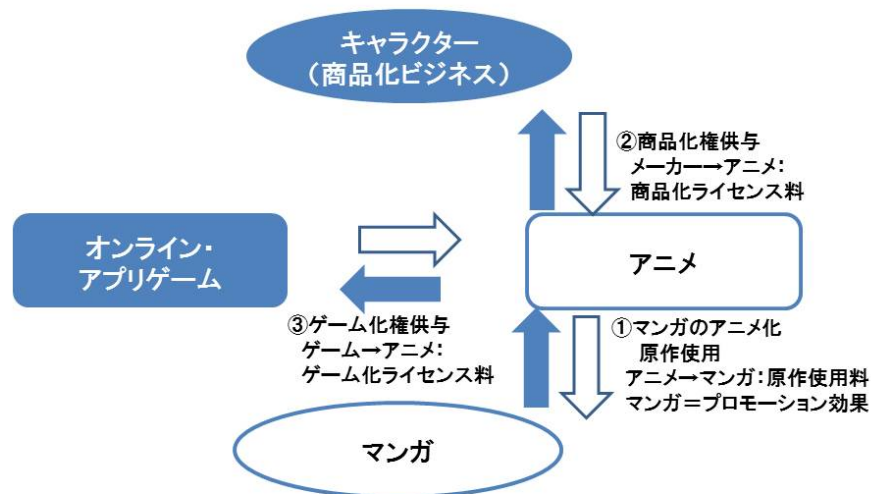 キャラクター
（商品化ビジネス）
②商品化権供与
メーカー→アニメ：
商品化ライセンス料
オンライン・
アプリゲーム
アニメ
③ゲーム化権供与
ゲーム→アニメ：
ゲーム化ライセンス料
①マンガのアニメ化
原作使用
アニメ→マンガ：原作使用料
マンガ＝プロモーション効果
マンガ